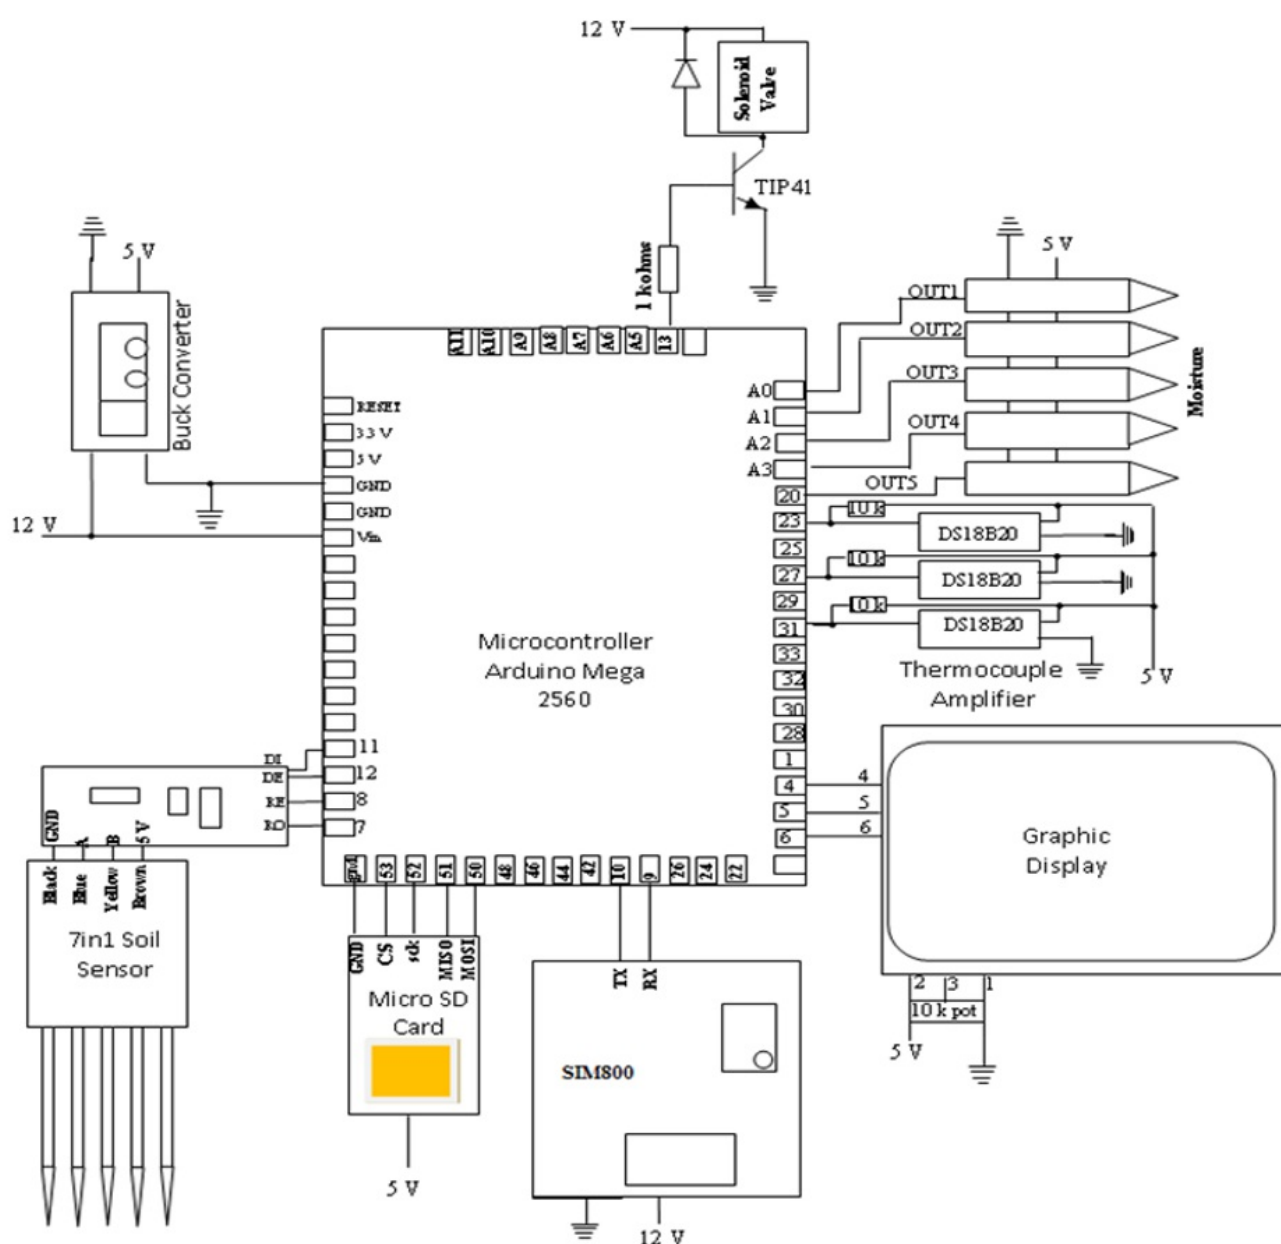 12 V
Solenoid
Valve
TIP41
1 kohms
5 V
Buck Converter
12 V
A11
A10
A9
A8
A7
A6
A5
13
RESET
33 V
5 V
GND
GND
Vin
11
12
8
7
Microcontroller
Arduino Mega
2560
A0
A1
A2
A3
20
23
25
27
29
31
33
32
30
28
1
4
5
6
gnd
53
52
51
50
48
46
44
42
10
9
26
24
22
5 V
OUT1
OUT2
OUT3
OUT4
OUT5
Moisture
10 k
DS18B20
10 k
DS18B20
0 k
DS18B20
Thermocouple
Amplifier
5 V
4
5
6
Graphic
Display
2
3
1
10 k pot
5 V
DI
DE
RE
RO
GND
A
B
5 V
Black
Blue
Yellow
Brown
7in1 Soil
Sensor
GND
CS
sdk
MISO
MOSI
Micro SD
Card
5 V
TX
RX
SIM800
12 V